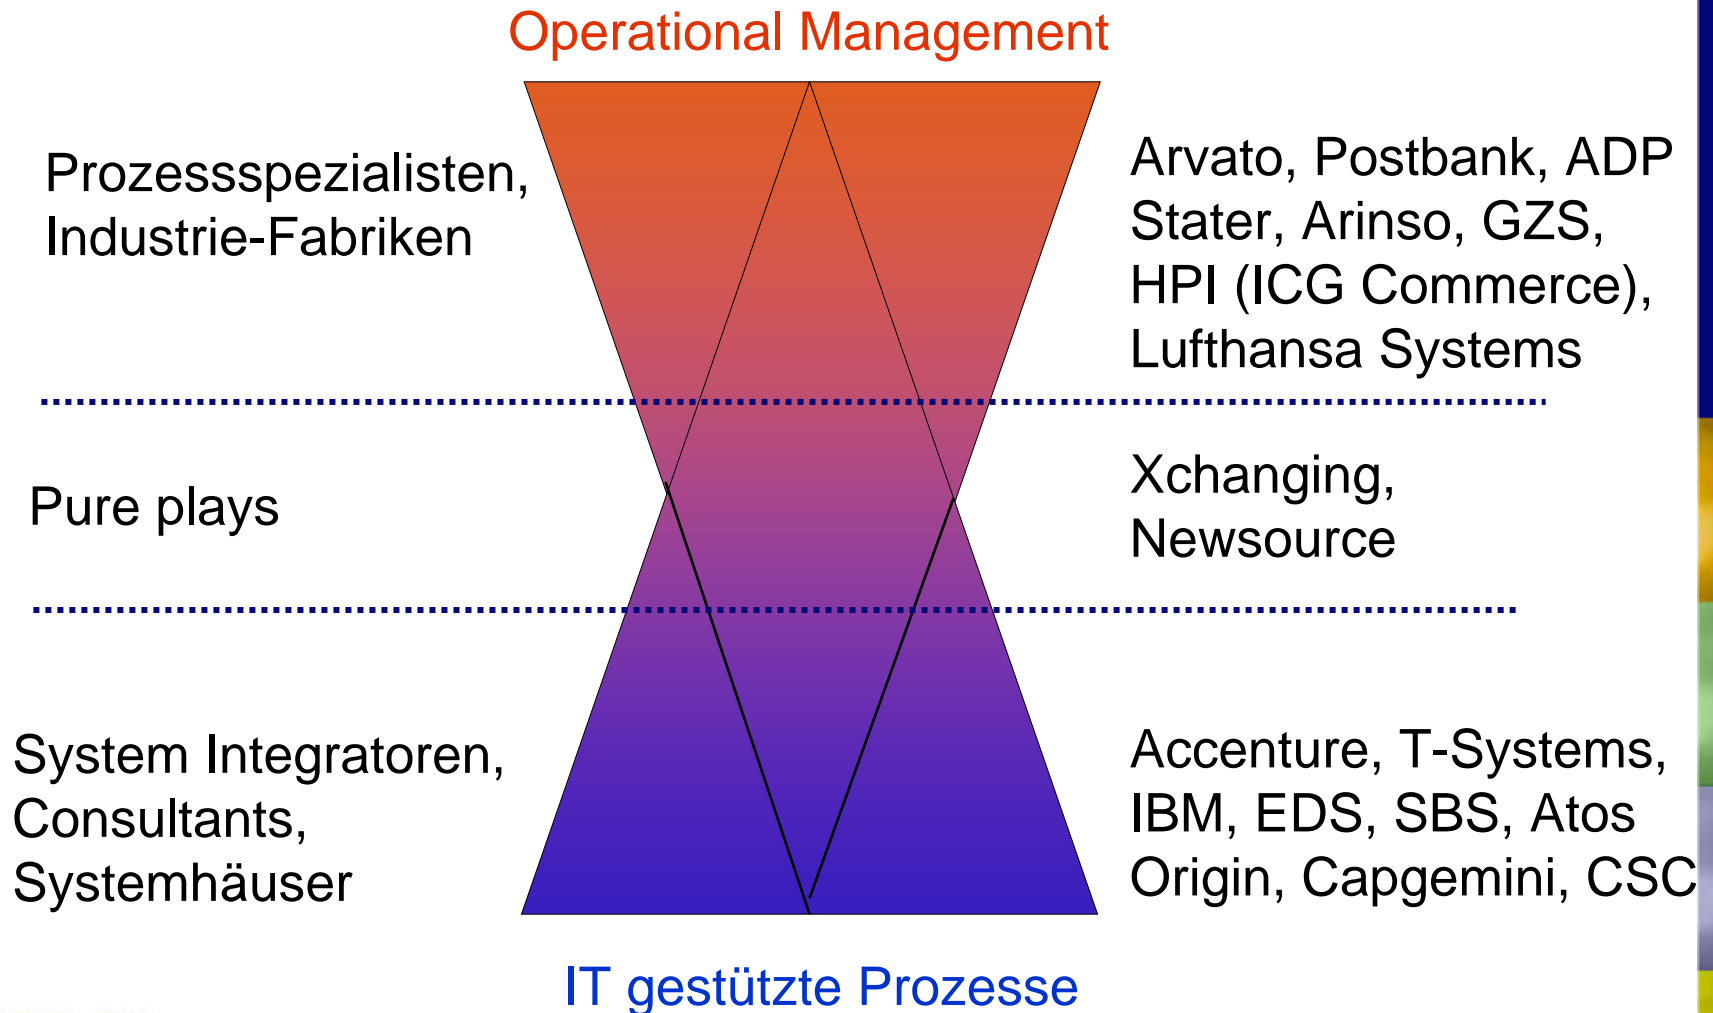 Operational Management
Prozessspezialisten,
Industrie-Fabriken
Arvato, Postbank, ADP
Stater, Arinso, GZS,
HPI (ICG Commerce),
Lufthansa Systems
Pure plays
Xchanging,
Newsource
System Integratoren,
Consultants,
Systemhäuser
Accenture, T-Systems,
IBM, EDS, SBS, Atos
Origin, Capgemini, CSC
IT gestützte Prozesse